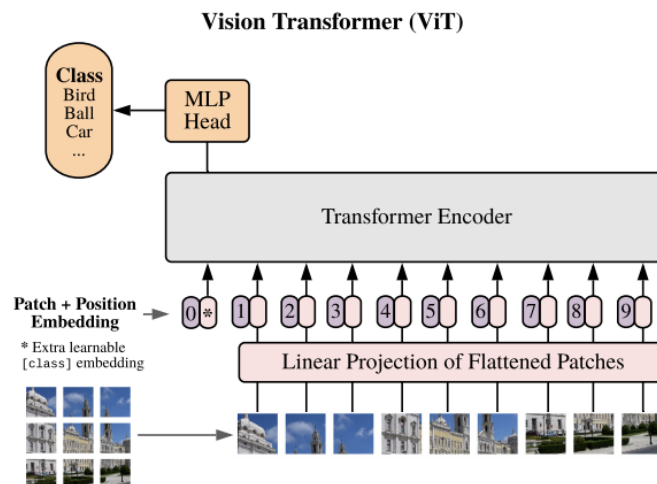 Vision Transformer (ViT)
Class
Bird
Ball
Car
...
MLP
Head
Transformer Encoder
Patch + Position
Embedding
0 * 1 2 3 4 5 6 7 8 9
* Extra learnable
[class] embedding
Linear Projection of Flattened Patches